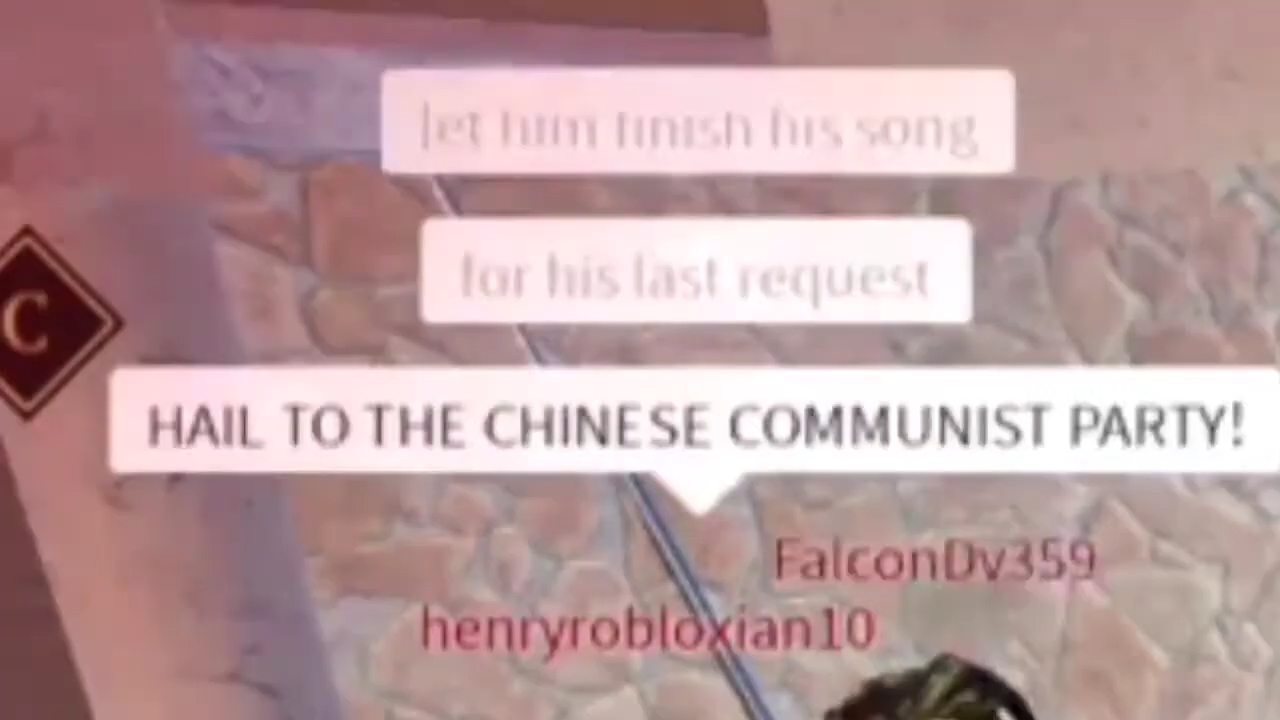 let him finish his song
for his last request
C
HAIL TO THE CHINESE COMMUNIST PARTY!
FalconDv359
henryrobloxian10